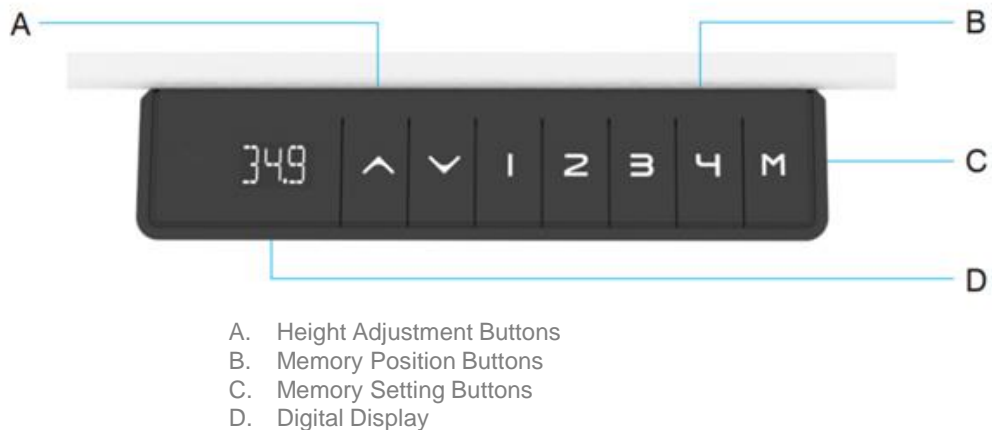 A
B
34.9 1 2 3 4 M
C
D
A. Height Adjustment Buttons
B. Memory Position Buttons
C. Memory Setting Buttons
D. Digital Display